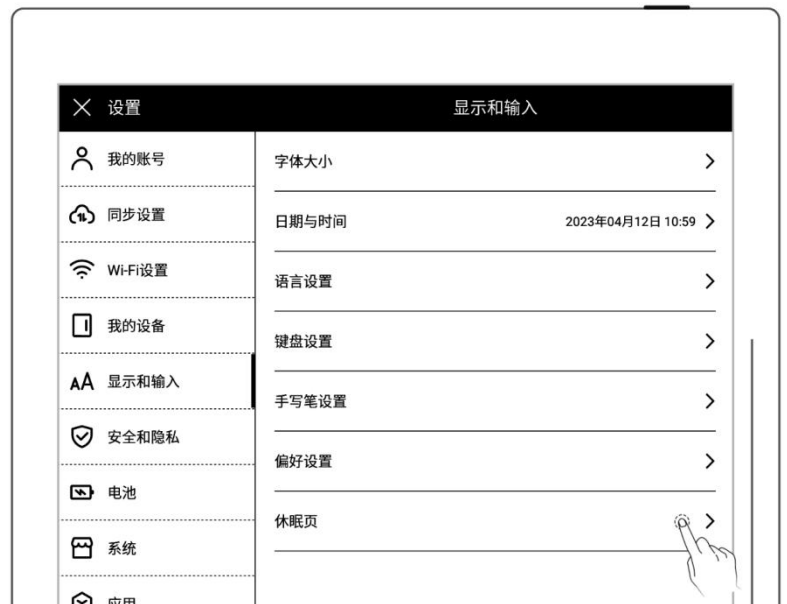 设置
显示和输入
我的账号
同步设置
Wi-Fi设置
我的设备
显示和输入
安全和隐私
电池
系统
应用
字体大小
日期与时间 2023年04月12日 10:59
语言设置
键盘设置
手写笔设置
偏好设置
休眠页